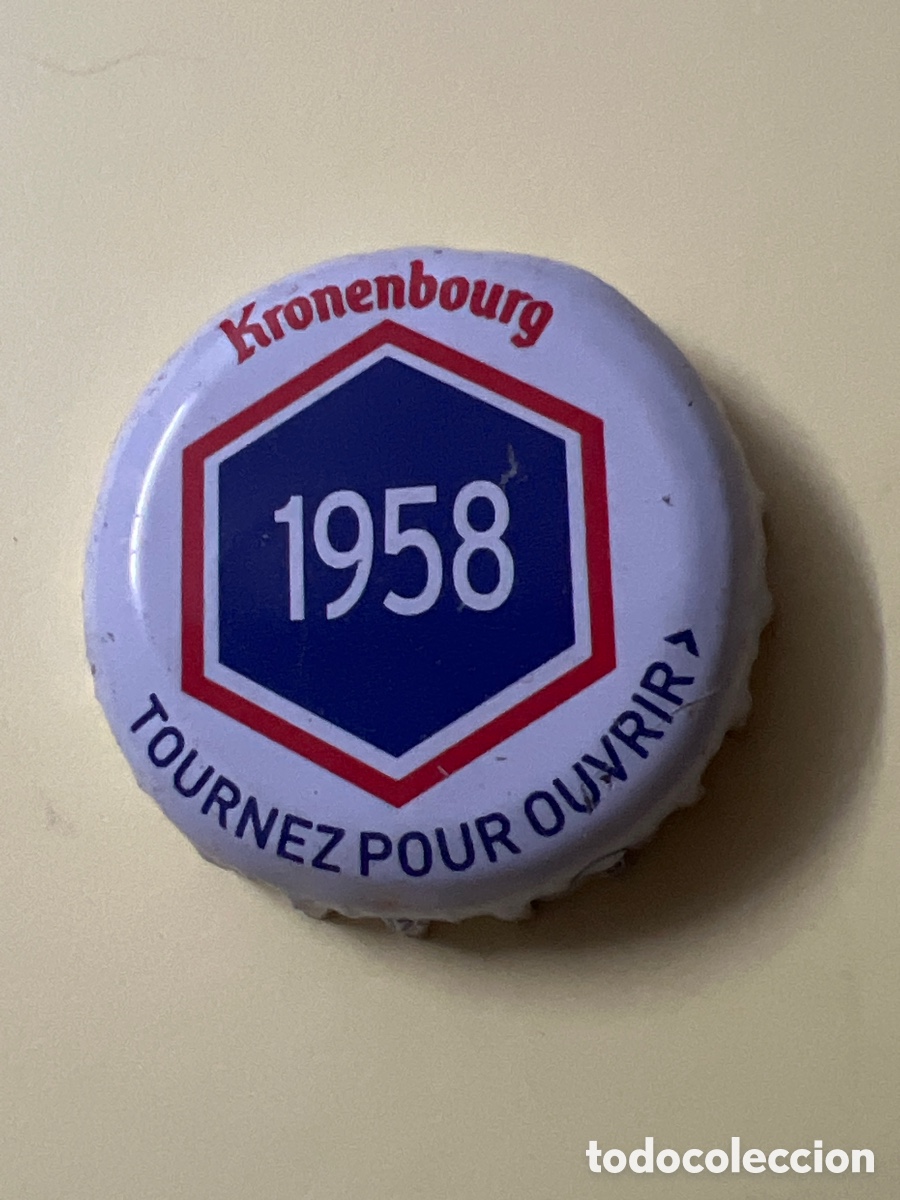 Kronenbourg
1958
TOURNEZ POUR OUVRIR >
todocoleccion